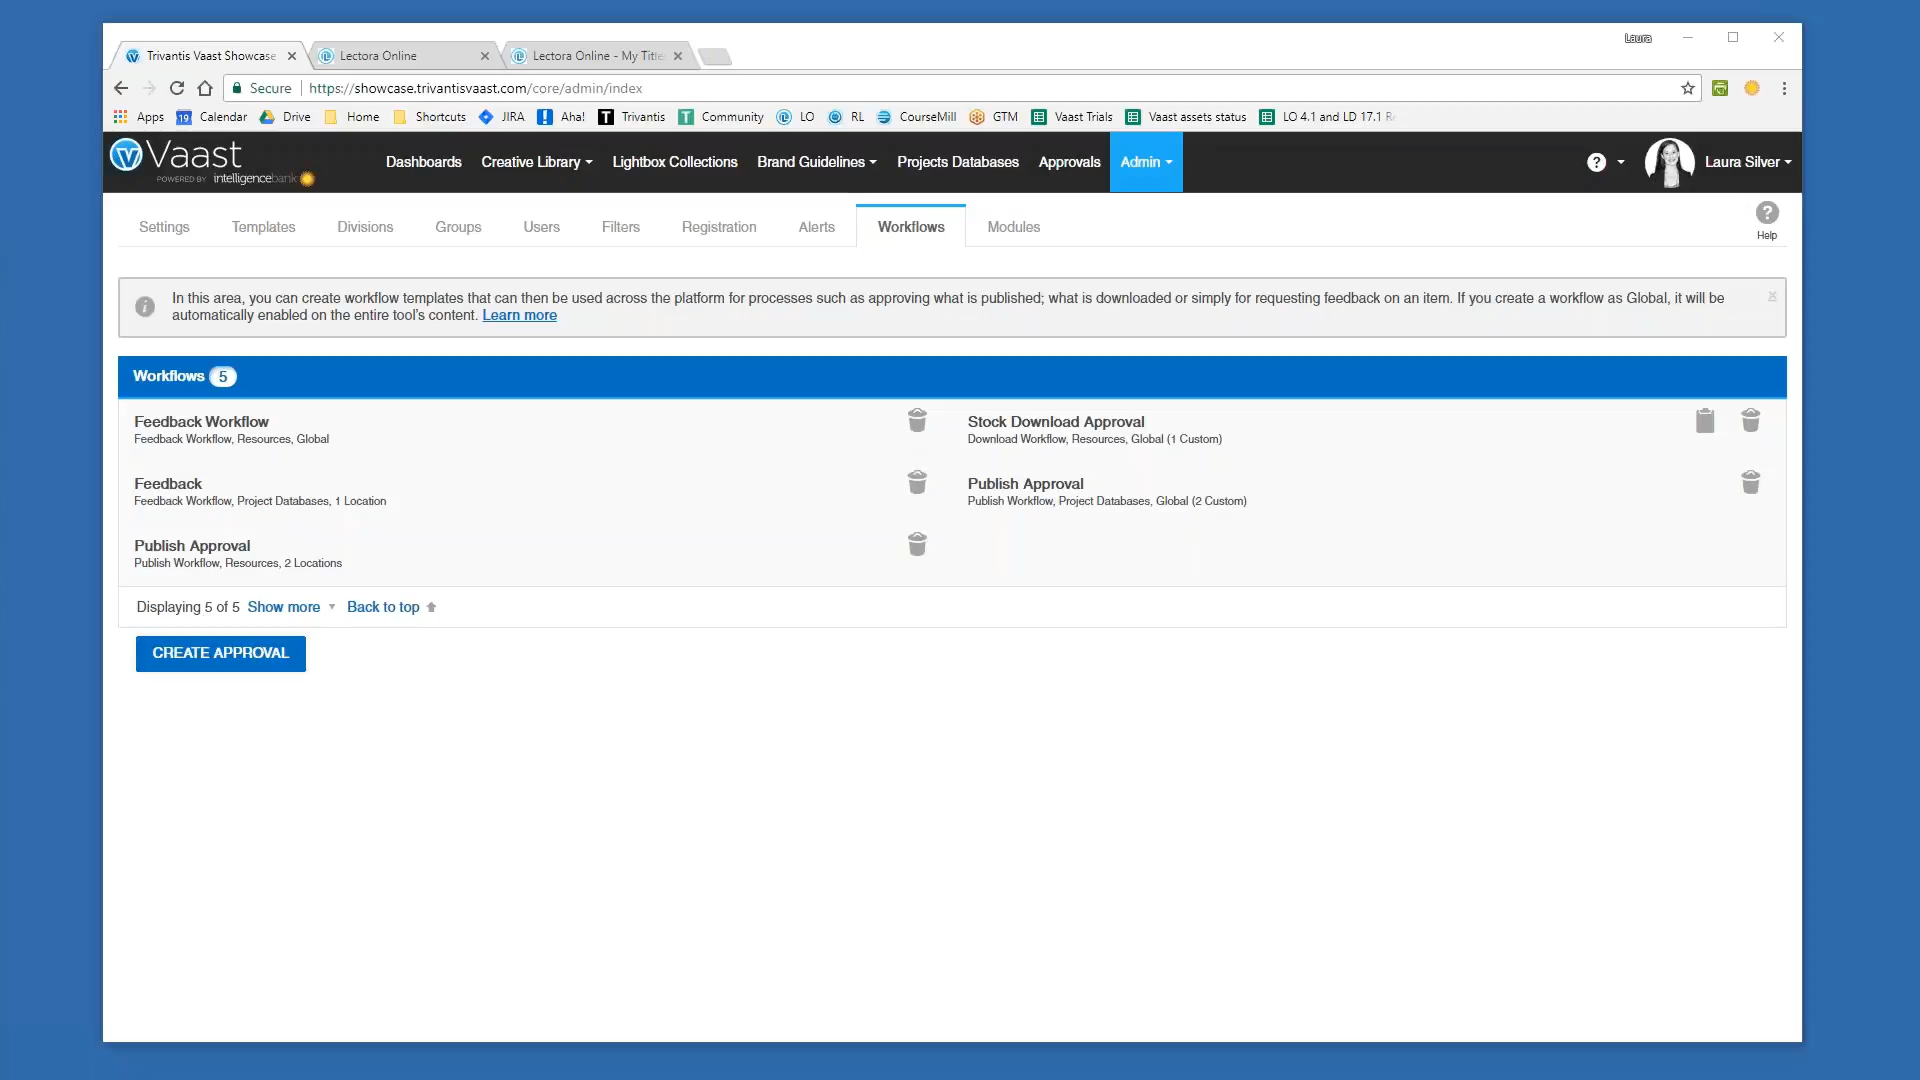 Laura
Trivantis Vaast Showcase
Lectora Online
Lectora Online - My Title
Secure
https://showcase.trivantisvaast.com/core/admin/index
Apps
19
Calendar
Drive
Home
Shortcuts
JIRA
Aha!
T
Trivantis
T
Community
LO
RL
CourseMill
GTM
Vaast Trials
Vaast assets status
LO 4.1 and LD 17.1 Re
Vaast
POWERED BY intelligencebank
Dashboards
Creative Library
Lightbox Collections
Brand Guidelines
Projects Databases
Approvals
Admin
?
Laura Silver
Settings
Templates
Divisions
Groups
Users
Filters
Registration
Alerts
Workflows
Modules
?
Help
i
In this area, you can create workflow templates that can then be used across the platform for processes such as approving what is published; what is downloaded or simply for requesting feedback on an item. If you create a workflow as Global, it will be
automatically enabled on the entire tool's content. Learn more
Workflows 5
Feedback Workflow
Feedback Workflow, Resources, Global
Stock Download Approval
Download Workflow, Resources, Global (1 Custom)
Feedback
Feedback Workflow, Project Databases, 1 Location
Publish Approval
Publish Workflow, Project Databases, Global (2 Custom)
Publish Approval
Publish Workflow, Resources, 2 Locations
Displaying 5 of 5 Show more Back to top
CREATE APPROVAL